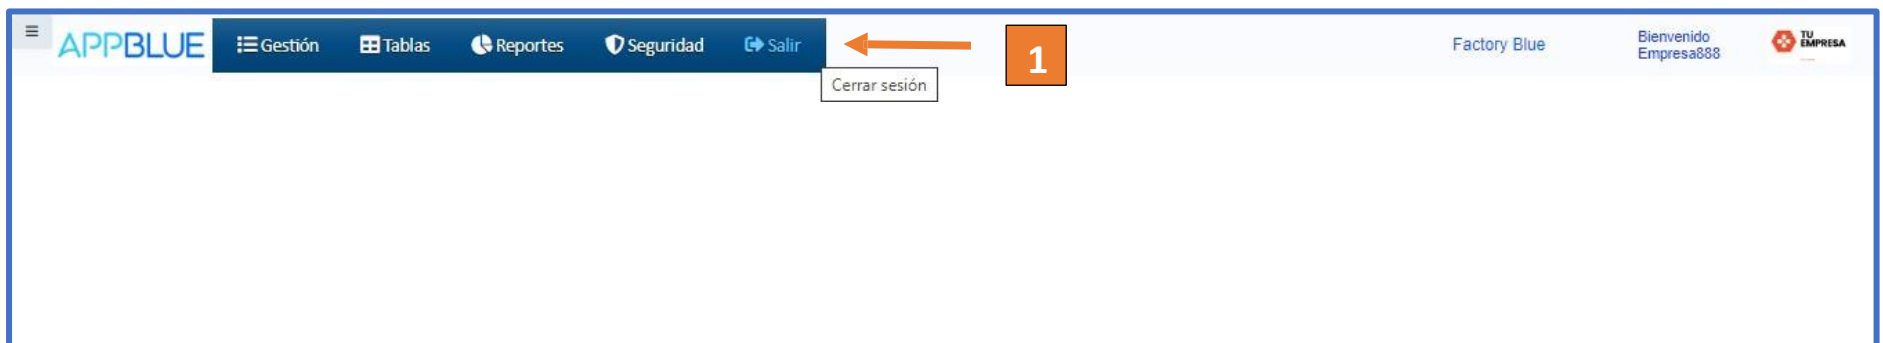 APPBLUE Gestión Tablas Reportes Seguridad Salir
Cerrar sesión
1
Factory Blue
Bienvenido
Empresa888
TU
EMPRESA